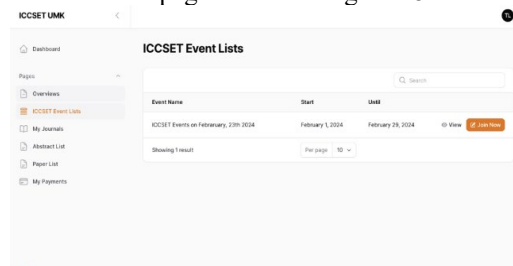 ICCSET UMK
TL
Dashboard
ICCSET Event Lists
Pages
Overviews
ICCSET Event Lists
My Journals
Abstract List
Paper List
My Payments
Search
Event Name Start Until
ICCSET Events on Febranuary, 23th 2024 February 1, 2024 February 29, 2024 View Join Now
Showing 1 result Per page 10